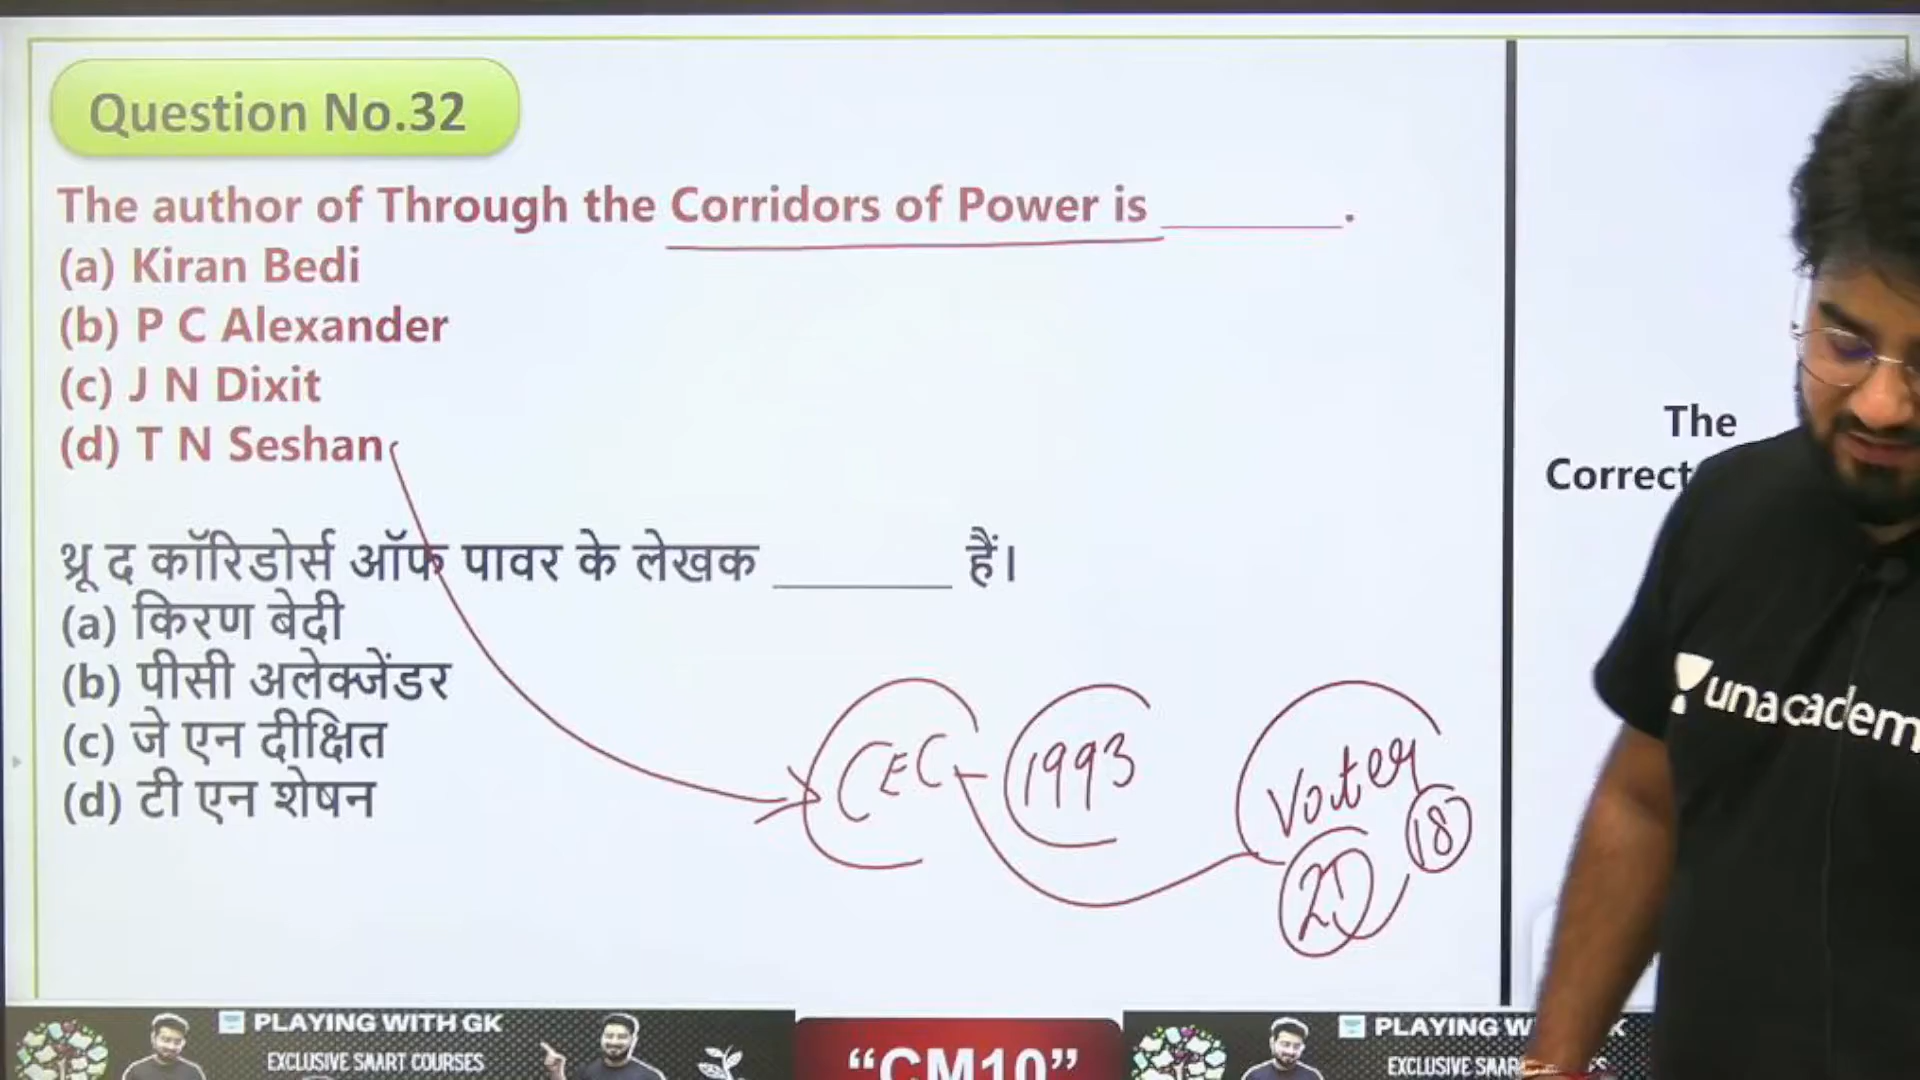 Question No.32
The author of Through the Corridors of Power is ________.
(a) Kiran Bedi
(b) P C Alexander
(c) J N Dixit
(d) T N Seshan
थ्रू द कॉरिडोर्स ऑफ पावर के लेखक ________ हैं।
(a) किरण बेदी
(b) पीसी अलेक्जेंडर
(c) जे एन दीक्षित
(d) टी एन शेषन
CEC - 1993
Voter
18
21
The
Correct
unacadem
PLAYING WITH GK
EXCLUSIVE SMART COURSES
“CM10”
PLAYING W GK
EXCLUSIVE SMAR